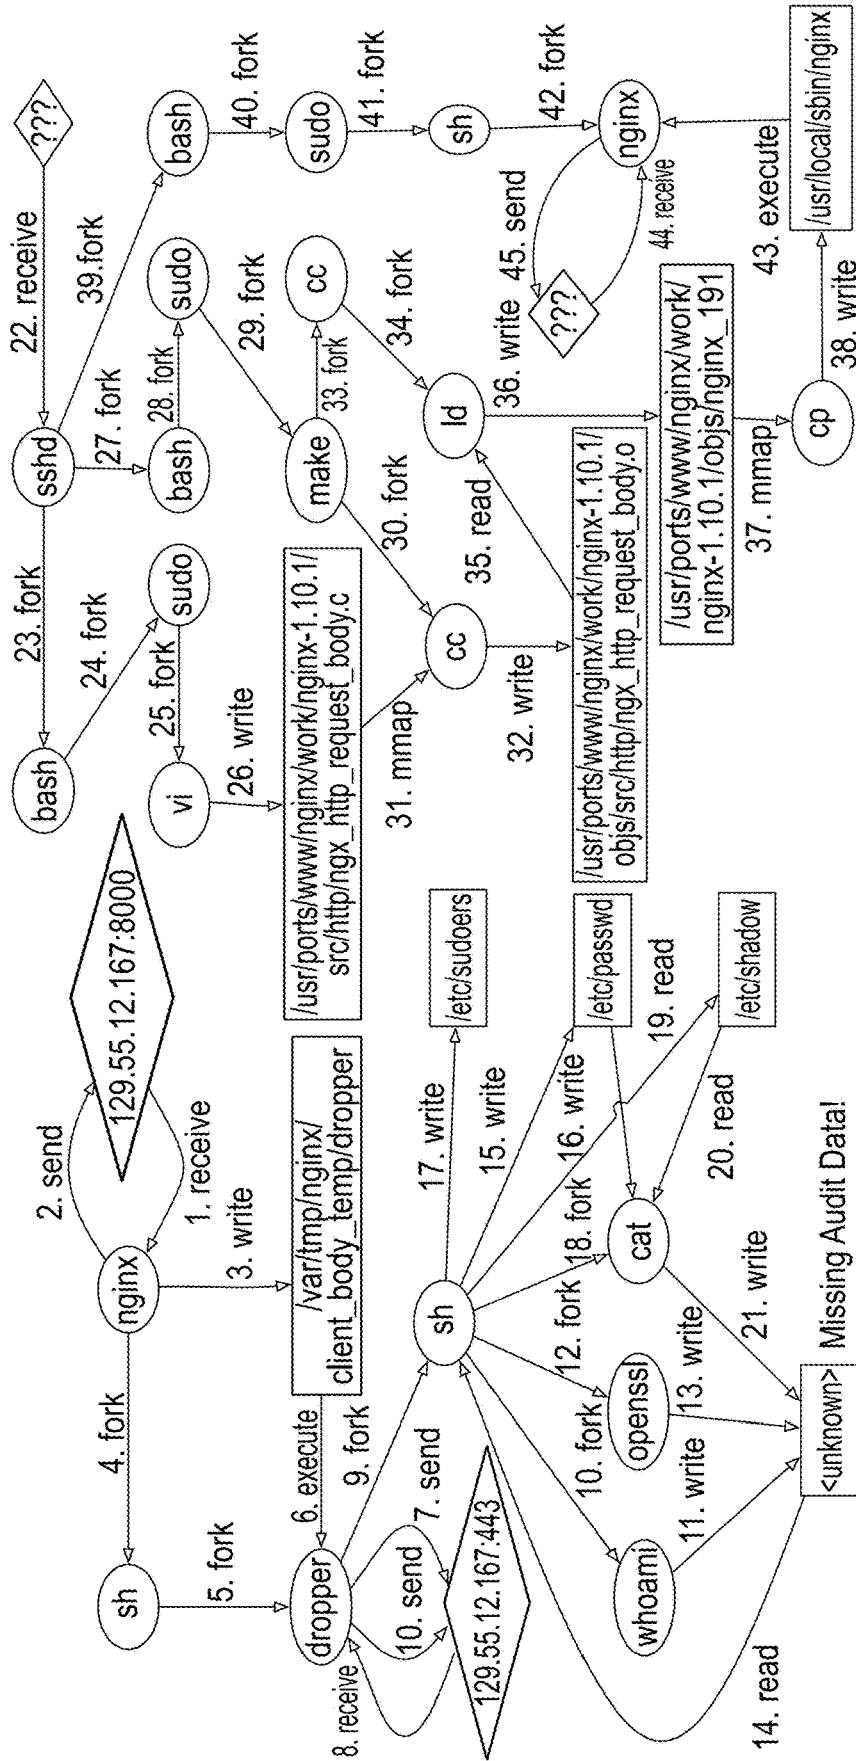 2. send
129.55.12.167:8000
1. receive
nginx
3. write
4. fork
sh
5. fork
/var/tmp/nginx/
client_body_temp/dropper
6. execute
dropper
9. fork
7. send
10. send
8. receive
129.55.12.167:443
sh
17. write
/etc/sudoers
15. write
/etc/passwd
16. write
19. read
/etc/shadow
20. read
18. fork
cat
12. fork
openssl
10. fork
whoami
11. write
13. write
21. write
<unknown>
Missing Audit Data!
14. read
???
22. receive
sshd
23. fork
bash
24. fork
sudo
25. fork
vi
26. write
/usr/ports/www/nginx/work/nginx-1.10.1/
src/http/ngx_http_request_body.c
27. fork
bash
28. fork
sudo
29. fork
make
30. fork
31. mmap
cc
32. write
/usr/ports/www/nginx/work/nginx-1.10.1/
objs/src/http/ngx_http_request_body.o
33. fork
cc
34. fork
ld
35. read
36. write
/usr/ports/www/nginx/work/
nginx-1.10.1/objs/nginx_191
37. mmap
cp
38. write
/usr/local/sbin/nginx
39.fork
bash
40. fork
sudo
41. fork
sh
42. fork
nginx
43. execute
44. receive
45. send
???